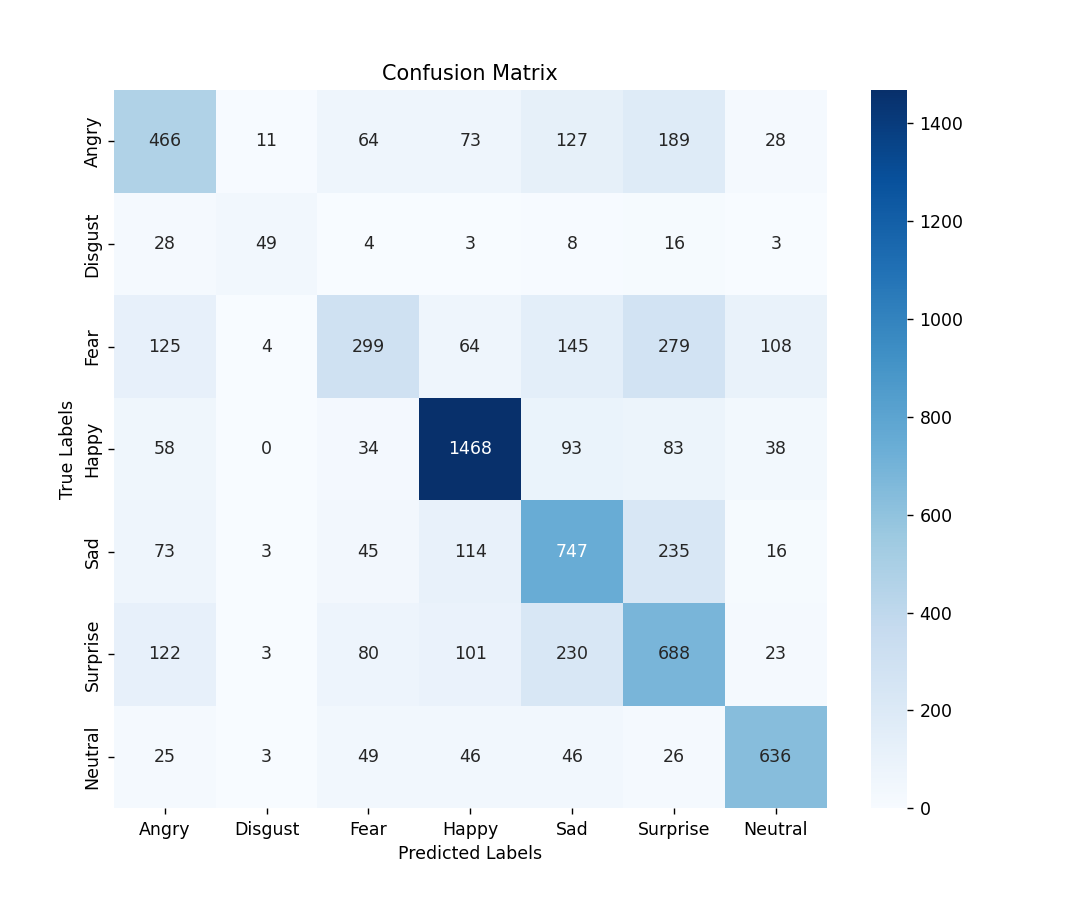 Confusion Matrix
Angry 466 11 64 73 127 189 28
Disgust 28 49 4 3 8 16 3
Fear 125 4 299 64 145 279 108
Happy 58 0 34 1468 93 83 38
Sad 73 3 45 114 747 235 16
Surprise 122 3 80 101 230 688 23
Neutral 25 3 49 46 46 26 636
Angry Disgust Fear Happy Sad Surprise Neutral
Predicted Labels
True Labels
1400
1200
1000
800
600
400
200
0